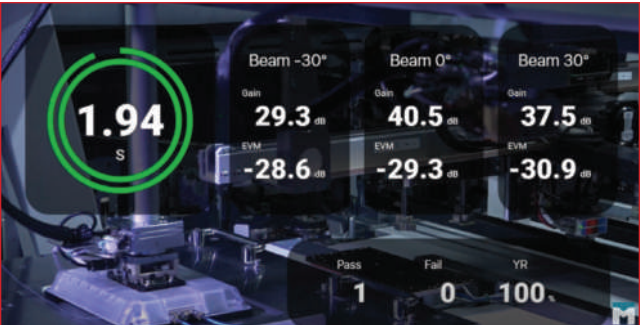 1.94
S
Beam -30° Beam 0° Beam 30°
Gain Gain Gain
29.3 dB 40.5 dB 37.5 dB
EVM EVM EVM
-28.6 dB -29.3 dB -30.9 dB
Pass Fail YR
1 0 100 %